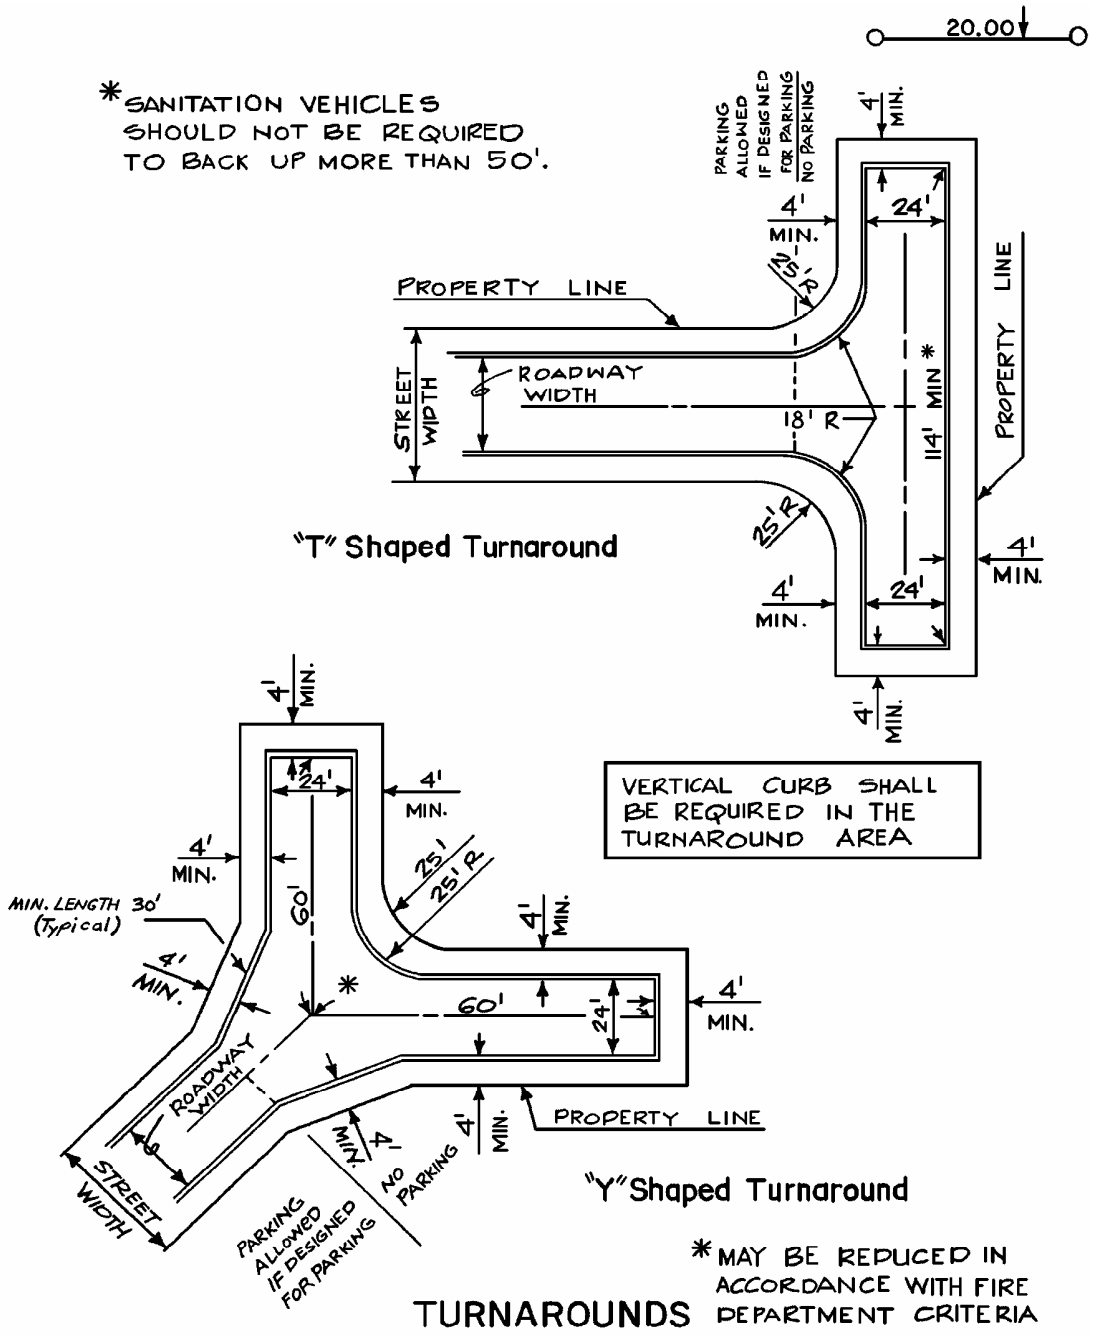 20.00
* SANITATION VEHICLES
SHOULD NOT BE REQUIRED
TO BACK UP MORE THAN 50'.
PARKING
ALLOWED
IF DESIGNED
FOR PARKING
NO PARKING
4'
MIN.
4'
MIN.
24'
25' R
PROPERTY LINE
PROPERTY LINE
STREET
WIDTH
ROADWAY
WIDTH
18' R
114' MIN *
25' R
4'
MIN.
24'
4'
MIN.
4'
MIN.
"T" Shaped Turnaround
4'
MIN.
24'
4'
MIN.
4'
MIN.
VERTICAL CURB SHALL
BE REQUIRED IN THE
TURNAROUND AREA
25'
25' R
MIN. LENGTH 30'
(Typical)
60'
4'
MIN.
4'
MIN.
*
60'
24'
4'
MIN.
ROADWAY
WIDTH
STREET
WIDTH
4'
MIN.
4'
MIN.
PROPERTY LINE
NO
PARKING
PARKING
ALLOWED
IF DESIGNED
FOR PARKING
"Y" Shaped Turnaround
* MAY BE REDUCED IN
ACCORDANCE WITH FIRE
DEPARTMENT CRITERIA
TURNAROUNDS